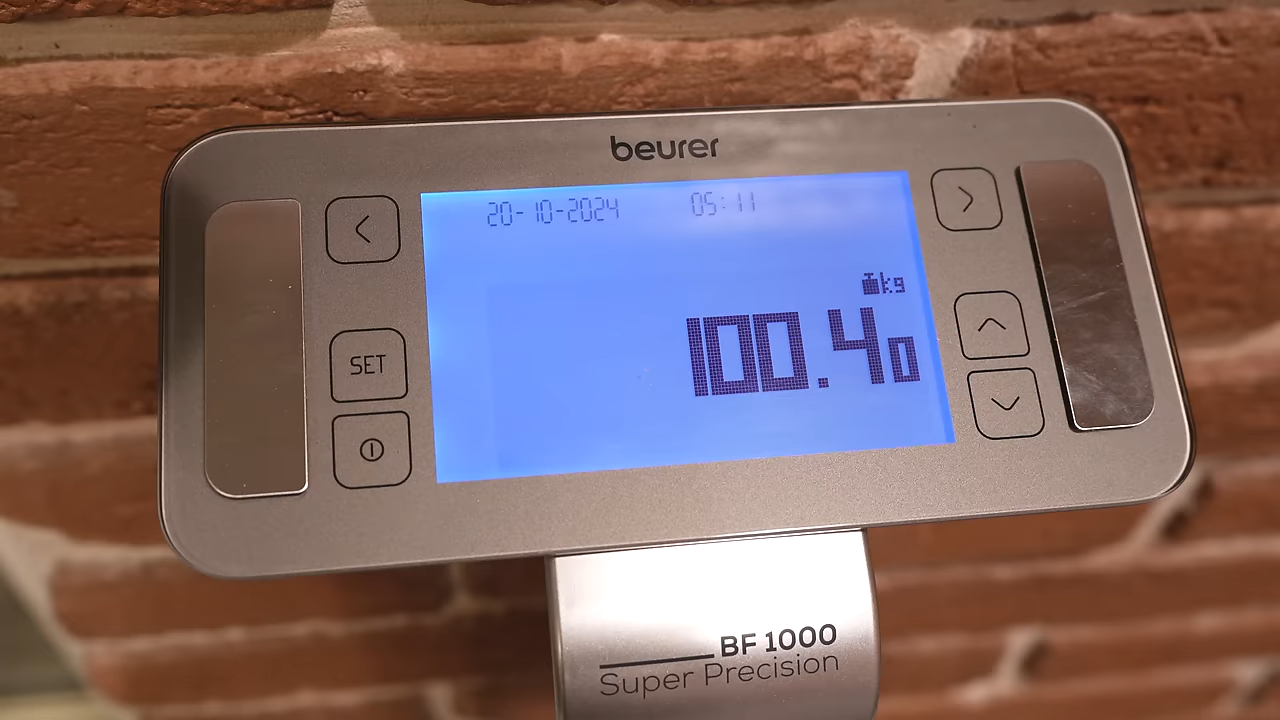 beurer
20-10-2024 05:11
kg
100.40
SET
BF 1000
Super Precision